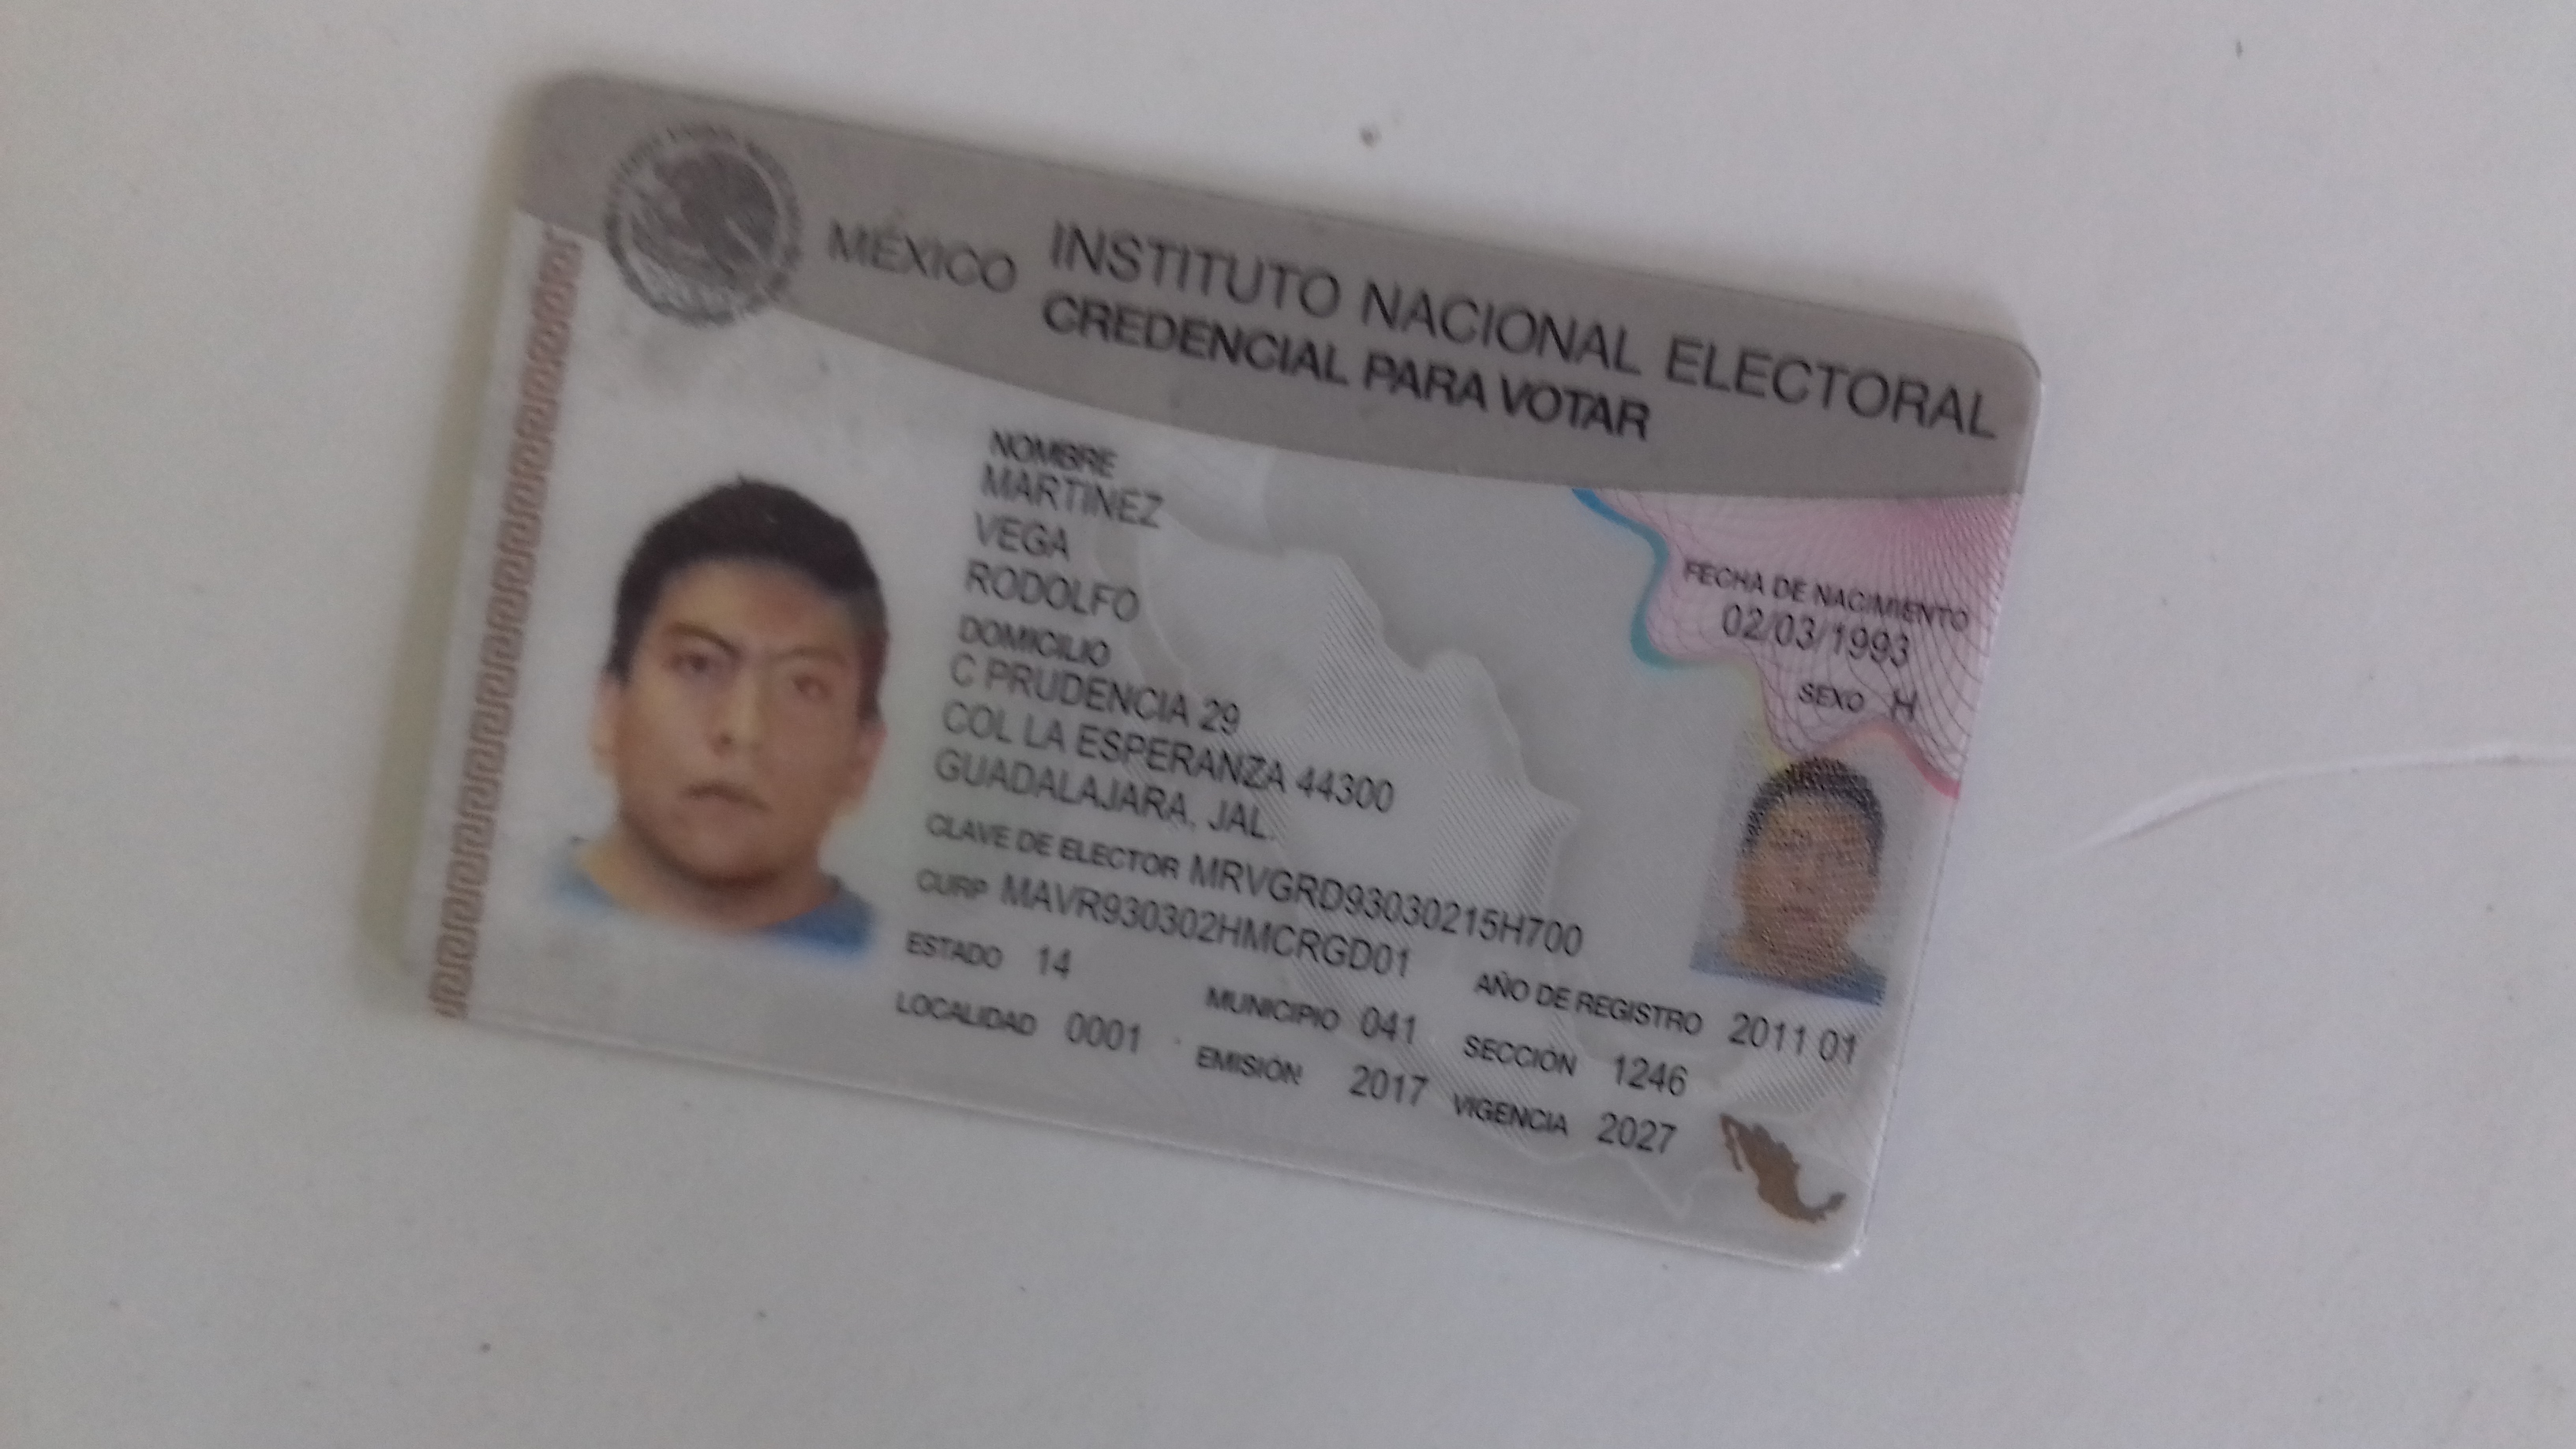 MÉXICO INSTITUTO NACIONAL ELECTORAL
CREDENCIAL PARA VOTAR
NOMBRE
MARTINEZ
VEGA
RODOLFO
DOMICILIO
C PRUDENCIA 29
COL LA ESPERANZA 44300
GUADALAJARA, JAL.
FECHA DE NACIMIENTO
02/03/1993
SEXO H
CLAVE DE ELECTOR MRVGRD93030215H700
CURP MAVR930302HMCRGD01
AÑO DE REGISTRO 2011 01
ESTADO 14
MUNICIPIO 041
SECCIÓN 1246
LOCALIDAD 0001
EMISIÓN 2017
VIGENCIA 2027